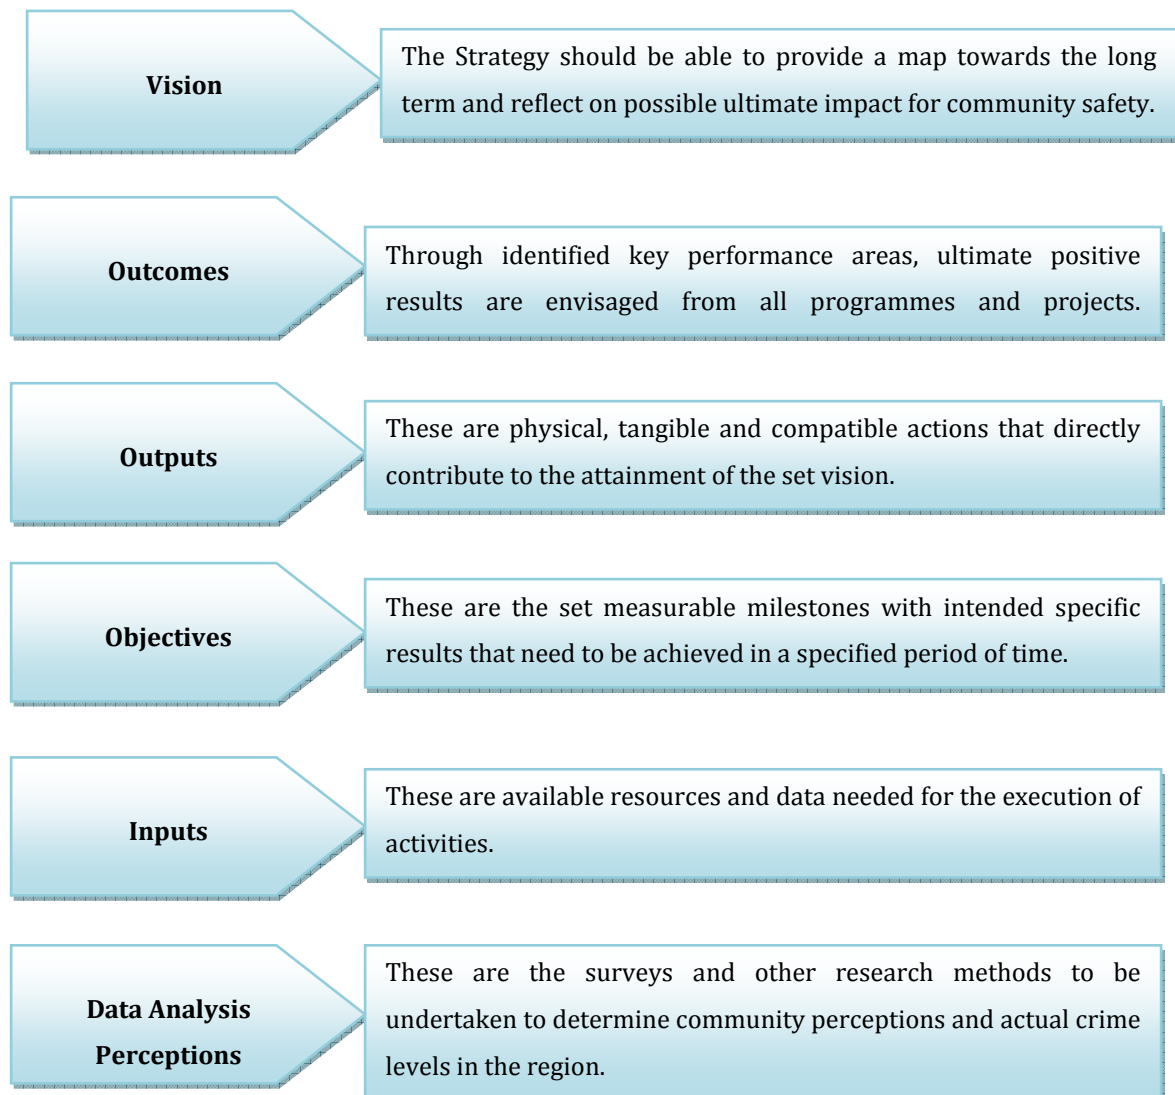 Vision
The Strategy should be able to provide a map towards the long
term and reflect on possible ultimate impact for community safety.
Outcomes
Through identified key performance areas, ultimate positive
results are envisaged from all programmes and projects.
Outputs
These are physical, tangible and compatible actions that directly
contribute to the attainment of the set vision.
Objectives
These are the set measurable milestones with intended specific
results that need to be achieved in a specified period of time.
Inputs
These are available resources and data needed for the execution of
activities.
Data Analysis
Perceptions
These are the surveys and other research methods to be
undertaken to determine community perceptions and actual crime
levels in the region.